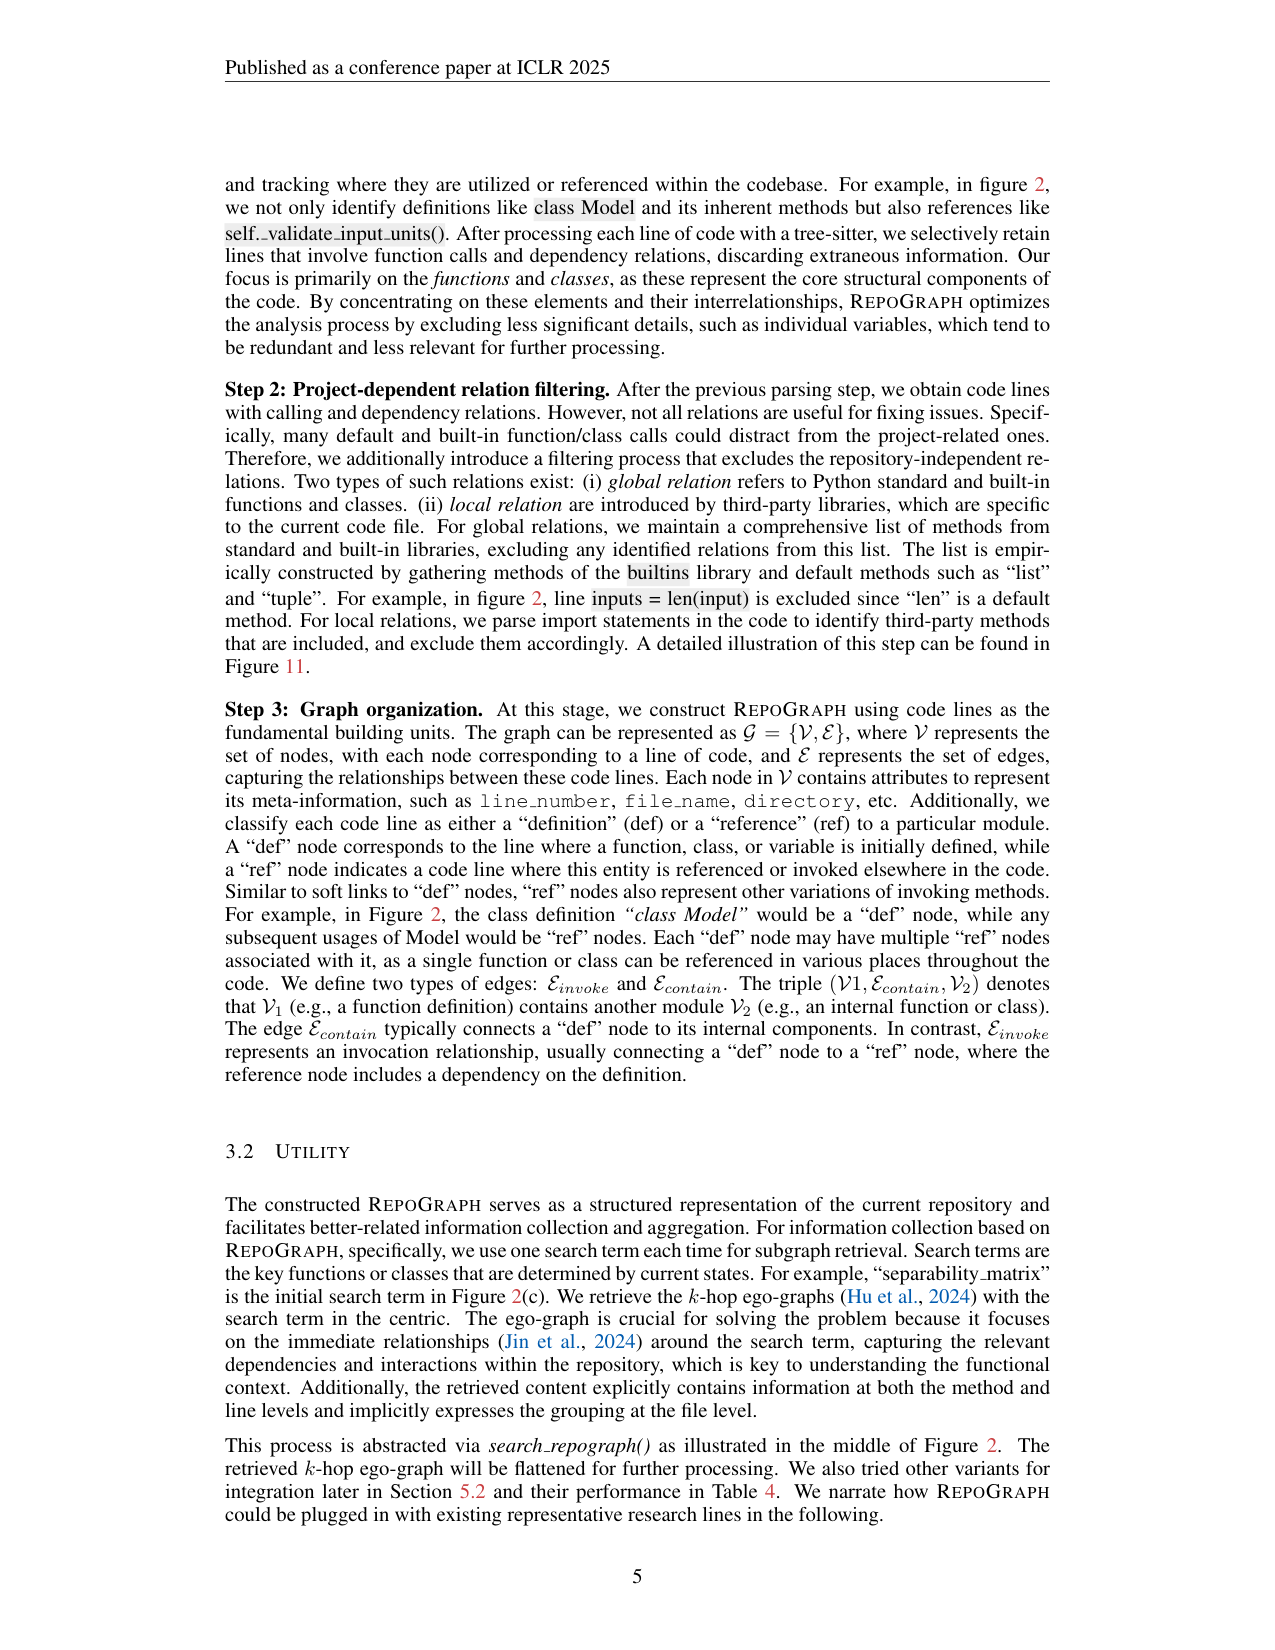 Published as a conference paper at ICLR 2025
and tracking where they are utilized or referenced within the codebase. For example, in figure 2,
we not only identify definitions like class Model and its inherent methods but also references like
self._validate_input_units(). After processing each line of code with a tree-sitter, we selectively retain
lines that involve function calls and dependency relations, discarding extraneous information. Our
focus is primarily on the functions and classes, as these represent the core structural components of
the code. By concentrating on these elements and their interrelationships, REPOGRAPH optimizes
the analysis process by excluding less significant details, such as individual variables, which tend to
be redundant and less relevant for further processing.
Step 2: Project-dependent relation filtering. After the previous parsing step, we obtain code lines
with calling and dependency relations. However, not all relations are useful for fixing issues. Specif-
ically, many default and built-in function/class calls could distract from the project-related ones.
Therefore, we additionally introduce a filtering process that excludes the repository-independent re-
lations. Two types of such relations exist: (i) global relation refers to Python standard and built-in
functions and classes. (ii) local relation are introduced by third-party libraries, which are specific
to the current code file. For global relations, we maintain a comprehensive list of methods from
standard and built-in libraries, excluding any identified relations from this list. The list is empir-
ically constructed by gathering methods of the builtins library and default methods such as “list”
and “tuple”. For example, in figure 2, line inputs = len(input) is excluded since “len” is a default
method. For local relations, we parse import statements in the code to identify third-party methods
that are included, and exclude them accordingly. A detailed illustration of this step can be found in
Figure 11.
Step 3: Graph organization. At this stage, we construct REPOGRAPH using code lines as the
fundamental building units. The graph can be represented as 𝒢 = {𝒱, ℰ}, where 𝒱 represents the
set of nodes, with each node corresponding to a line of code, and ℰ represents the set of edges,
capturing the relationships between these code lines. Each node in 𝒱 contains attributes to represent
its meta-information, such as line_number, file_name, directory, etc. Additionally, we
classify each code line as either a “definition” (def) or a “reference” (ref) to a particular module.
A “def” node corresponds to the line where a function, class, or variable is initially defined, while
a “ref” node indicates a code line where this entity is referenced or invoked elsewhere in the code.
Similar to soft links to “def” nodes, “ref” nodes also represent other variations of invoking methods.
For example, in Figure 2, the class definition “class Model” would be a “def” node, while any
subsequent usages of Model would be “ref” nodes. Each “def” node may have multiple “ref” nodes
associated with it, as a single function or class can be referenced in various places throughout the
code. We define two types of edges: ℰinvoke and ℰcontain. The triple (𝒱1, ℰcontain, 𝒱2) denotes
that 𝒱1 (e.g., a function definition) contains another module 𝒱2 (e.g., an internal function or class).
The edge ℰcontain typically connects a “def” node to its internal components. In contrast, ℰinvoke
represents an invocation relationship, usually connecting a “def” node to a “ref” node, where the
reference node includes a dependency on the definition.
3.2 UTILITY
The constructed REPOGRAPH serves as a structured representation of the current repository and
facilitates better-related information collection and aggregation. For information collection based on
REPOGRAPH, specifically, we use one search term each time for subgraph retrieval. Search terms are
the key functions or classes that are determined by current states. For example, “separability_matrix”
is the initial search term in Figure 2(c). We retrieve the k-hop ego-graphs (Hu et al., 2024) with the
search term in the centric. The ego-graph is crucial for solving the problem because it focuses
on the immediate relationships (Jin et al., 2024) around the search term, capturing the relevant
dependencies and interactions within the repository, which is key to understanding the functional
context. Additionally, the retrieved content explicitly contains information at both the method and
line levels and implicitly expresses the grouping at the file level.
This process is abstracted via search_repograph() as illustrated in the middle of Figure 2. The
retrieved k-hop ego-graph will be flattened for further processing. We also tried other variants for
integration later in Section 5.2 and their performance in Table 4. We narrate how REPOGRAPH
could be plugged in with existing representative research lines in the following.
5